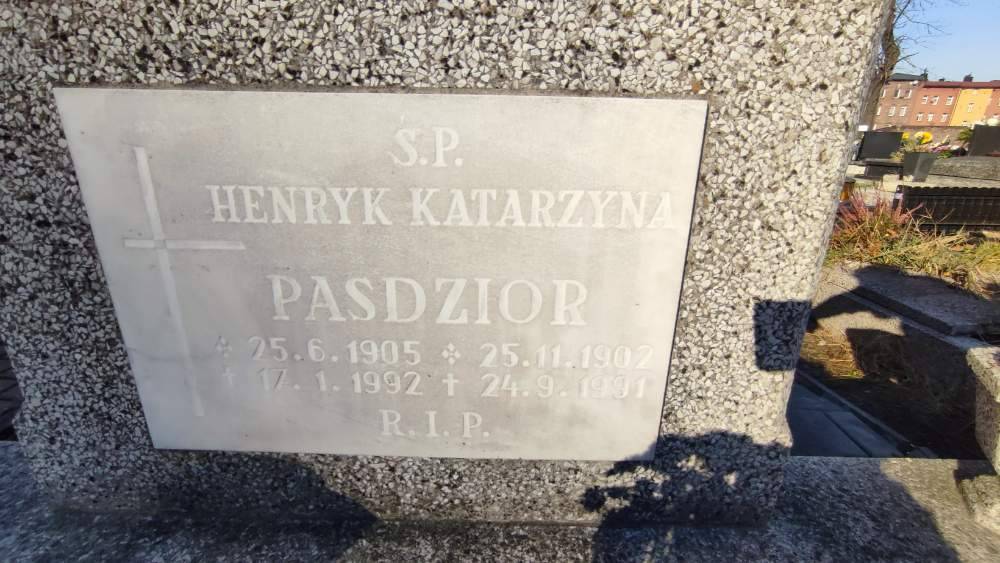 Ś.P.
HENRYK KATARZYNA
PASDZIOR
25.6.1905 25.11.1902
† 17.1.1992 † 24.9.1991
R.I.P.